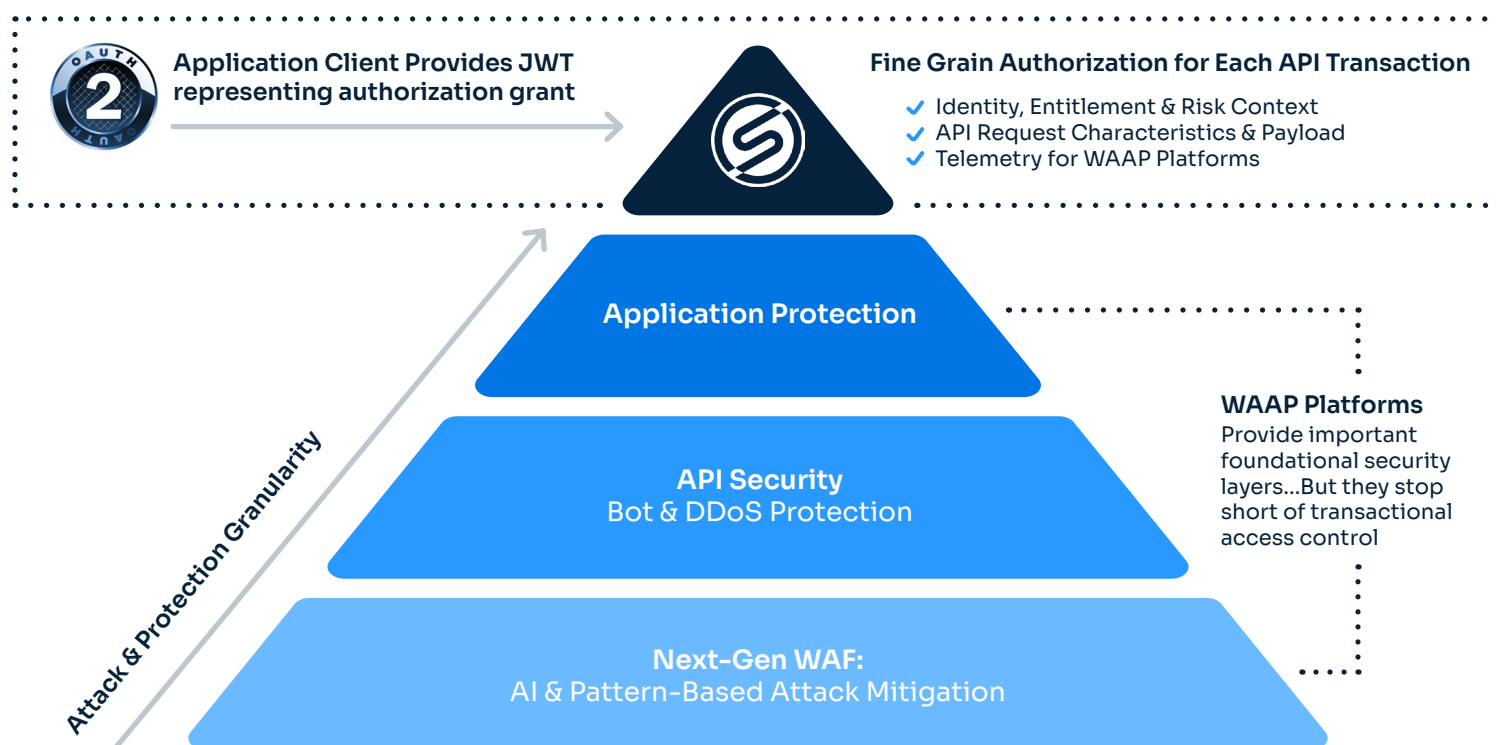 OAUTH
2
OAUTH
Application Client Provides JWT
representing authorization grant
Fine Grain Authorization for Each API Transaction
Identity, Entitlement & Risk Context
API Request Characteristics & Payload
Telemetry for WAAP Platforms
Application Protection
WAAP Platforms
Provide important
foundational security
layers...But they stop
short of transactional
access control
API Security
Bot & DDoS Protection
Attack & Protection Granularity
Next-Gen WAF:
AI & Pattern-Based Attack Mitigation